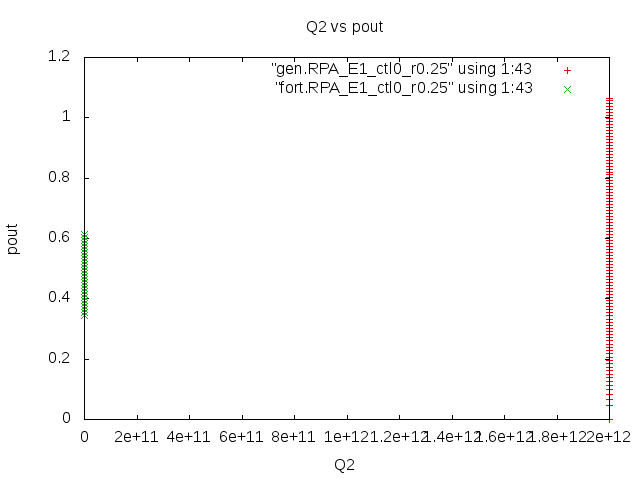 Q2 vs pout
"gen.RPA_E1_ctl0_r0.25" using 1:43
"fort.RPA_E1_ctl0_r0.25" using 1:43
1.2
1
0.8
0.6
0.4
0.2
0
pout
0 2e+11 4e+11 6e+11 8e+11 1e+12 1.2e+12 1.4e+12 1.6e+12 1.8e+12 2e+12
Q2